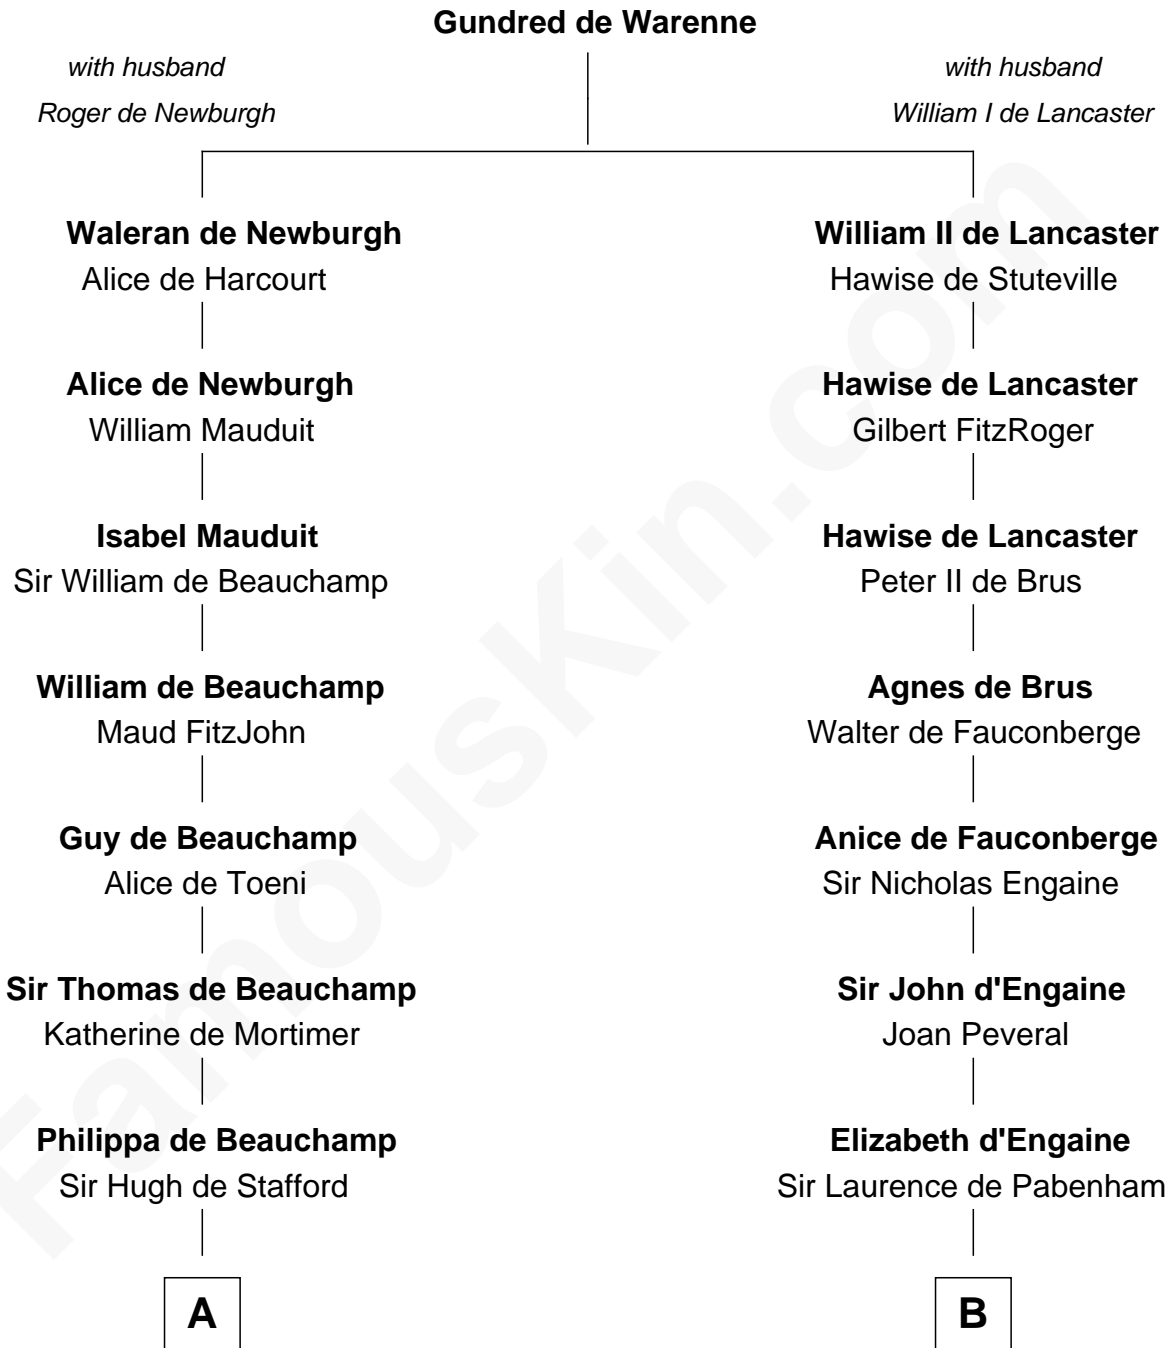 Gundred de Warenne
with husband
Roger de Newburgh
with husband
William I de Lancaster
Waleran de Newburgh
Alice de Harcourt
William II de Lancaster
Hawise de Stuteville
Alice de Newburgh
William Mauduit
Hawise de Lancaster
Gilbert FitzRoger
Isabel Mauduit
Sir William de Beauchamp
Hawise de Lancaster
Peter II de Brus
William de Beauchamp
Maud FitzJohn
Agnes de Brus
Walter de Fauconberge
Guy de Beauchamp
Alice de Toeni
Anice de Fauconberge
Sir Nicholas Engaine
Sir Thomas de Beauchamp
Katherine de Mortimer
Sir John d'Engaine
Joan Peveral
Philippa de Beauchamp
Sir Hugh de Stafford
Elizabeth d'Engaine
Sir Laurence de Pabenham
A
B
FamousKin.com